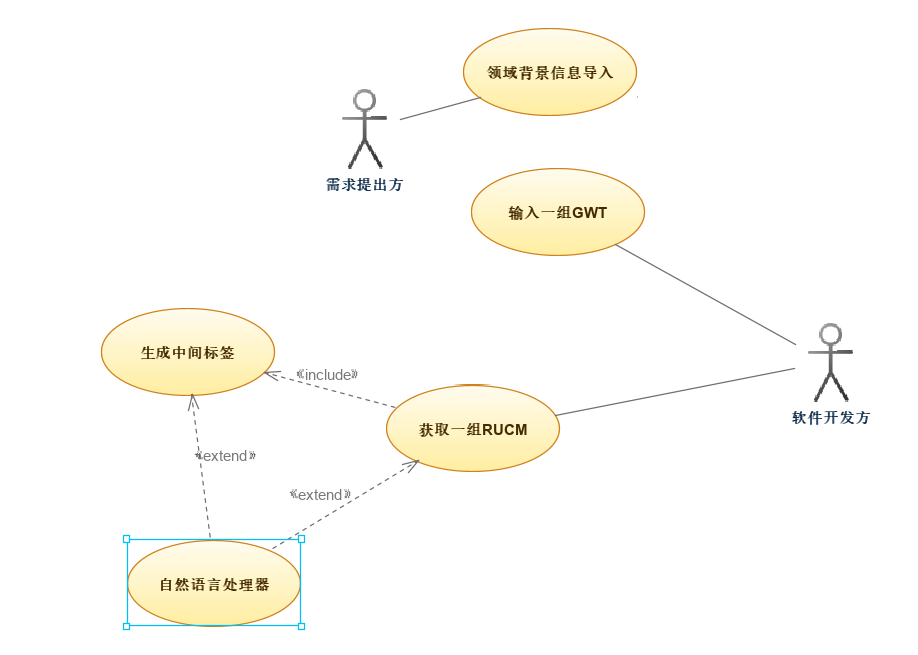 领域背景信息导入
需求提出方
输入一组GWT
生成中间标签
《include》
软件开发方
获取一组RUCM
《extend》
《extend》
自然语言处理器